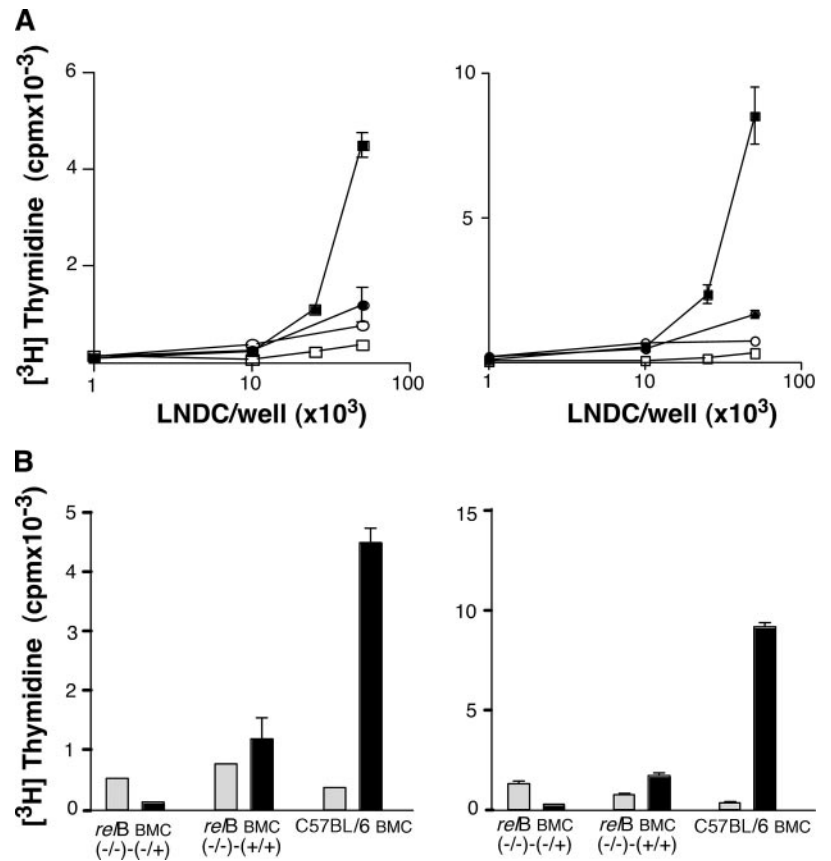 A
[³H] Thymidine (cpmx10⁻³)
6
4
2
1
10
100
LNDC/well (x10³)
10
5
1
10
100
LNDC/well (x10³)
B
[³H] Thymidine (cpmx10⁻³)
5
4
3
2
1
0
relB BMC
(-/-)-(-/+)
relB BMC
(-/-)-(+/+)
C57BL/6 BMC
15
10
5
0
relB BMC
(-/-)-(-/+)
relB BMC
(-/-)-(+/+)
C57BL/6 BMC